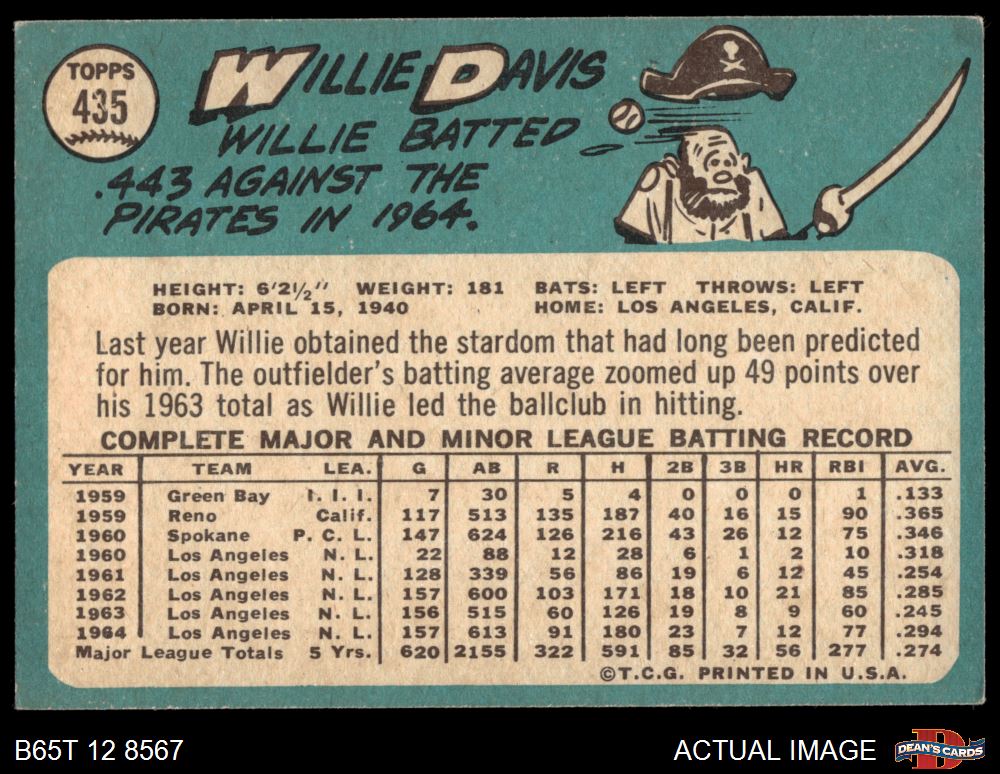 TOPPS
435
WILLIE DAVIS
WILLIE BATTED
.443 AGAINST THE
PIRATES IN 1964.
HEIGHT: 6'2½" WEIGHT: 181 BATS: LEFT THROWS: LEFT
BORN: APRIL 15, 1940 HOME: LOS ANGELES, CALIF.
Last year Willie obtained the stardom that had long been predicted
for him. The outfielder's batting average zoomed up 49 points over
his 1963 total as Willie led the ballclub in hitting.
COMPLETE MAJOR AND MINOR LEAGUE BATTING RECORD
YEAR TEAM LEA. G AB R H 2B 3B HR RBI AVG.
1959 Green Bay I. I. I. 7 30 5 4 0 0 0 1 .133
1959 Reno Calif. 117 513 135 187 40 16 15 90 .365
1960 Spokane P. C. L. 147 624 126 216 43 26 12 75 .346
1960 Los Angeles N. L. 22 88 12 28 6 1 2 10 .318
1961 Los Angeles N. L. 128 339 56 86 19 6 12 45 .254
1962 Los Angeles N. L. 157 600 103 171 18 10 21 85 .285
1963 Los Angeles N. L. 156 515 60 126 19 8 9 60 .245
1964 Los Angeles N. L. 157 613 91 180 23 7 12 77 .294
Major League Totals 5 Yrs. 620 2155 322 591 85 32 56 277 .274
©T.C.G. PRINTED IN U.S.A.
B65T 12 8567 ACTUAL IMAGE DEAN'S CARDS